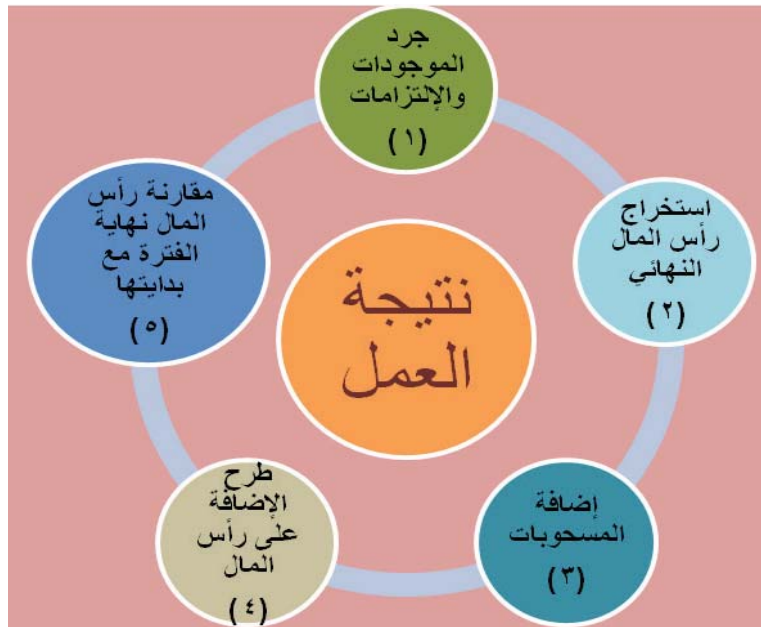 جرد
الموجودات
والإلتزامات
(١)
استخراج
رأس المال
النهائي
(٢)
إضافة
المسحوبات
(٣)
طرح
الإضافة
على رأس
المال
(٤)
مقارنة رأس
المال نهاية
الفترة مع
بدايتها
(٥)
نتيجة
العمل